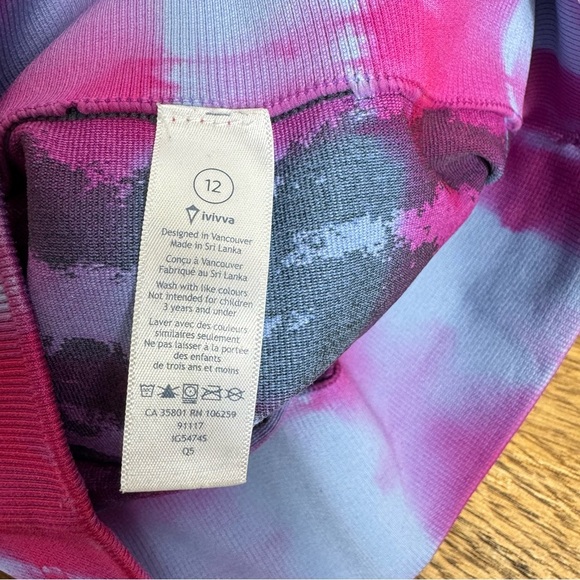 12
ivivva
Designed in Vancouver
Made in Sri Lanka
Conçu à Vancouver
Fabriqué au Sri Lanka
Wash with like colours
Not intended for children
3 years and under
Laver avec des couleurs
similaires seulement
Ne pas laisser à la portée
des enfants
de trois ans et moins
CA 35801 RN 106259
91117
IG5474S
Q5